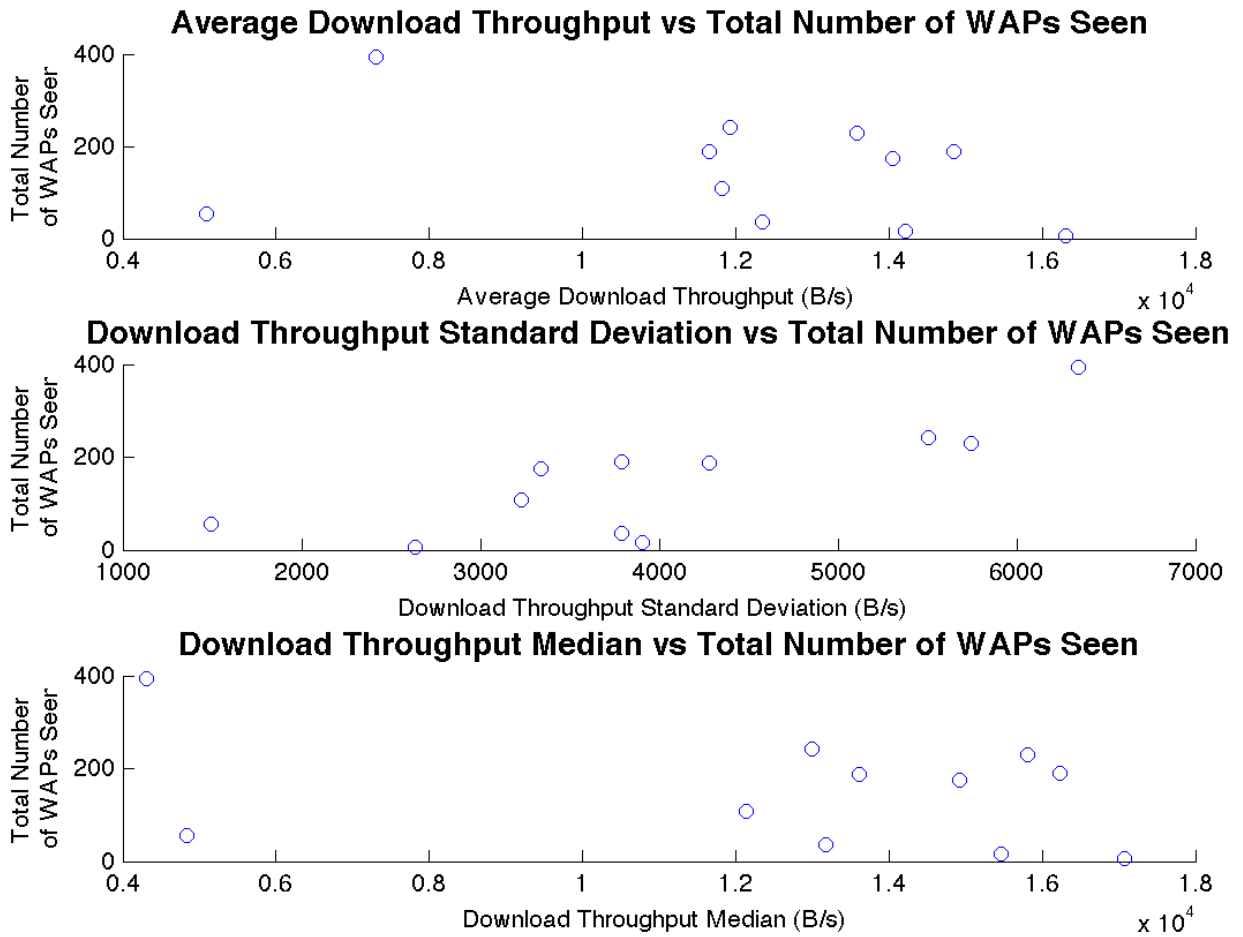 Average Download Throughput vs Total Number of WAPs Seen
Total Number
of WAPs Seer
400
200
0
0.4 0.6 0.8 1 1.2 1.4 1.6 1.8
Average Download Throughput (B/s)
x 10^4
Download Throughput Standard Deviation vs Total Number of WAPs Seen
Total Number
of WAPs Seer
400
200
0
1000 2000 3000 4000 5000 6000 7000
Download Throughput Standard Deviation (B/s)
Download Throughput Median vs Total Number of WAPs Seen
Total Number
of WAPs Seer
400
200
0
0.4 0.6 0.8 1 1.2 1.4 1.6 1.8
Download Throughput Median (B/s)
x 10^4